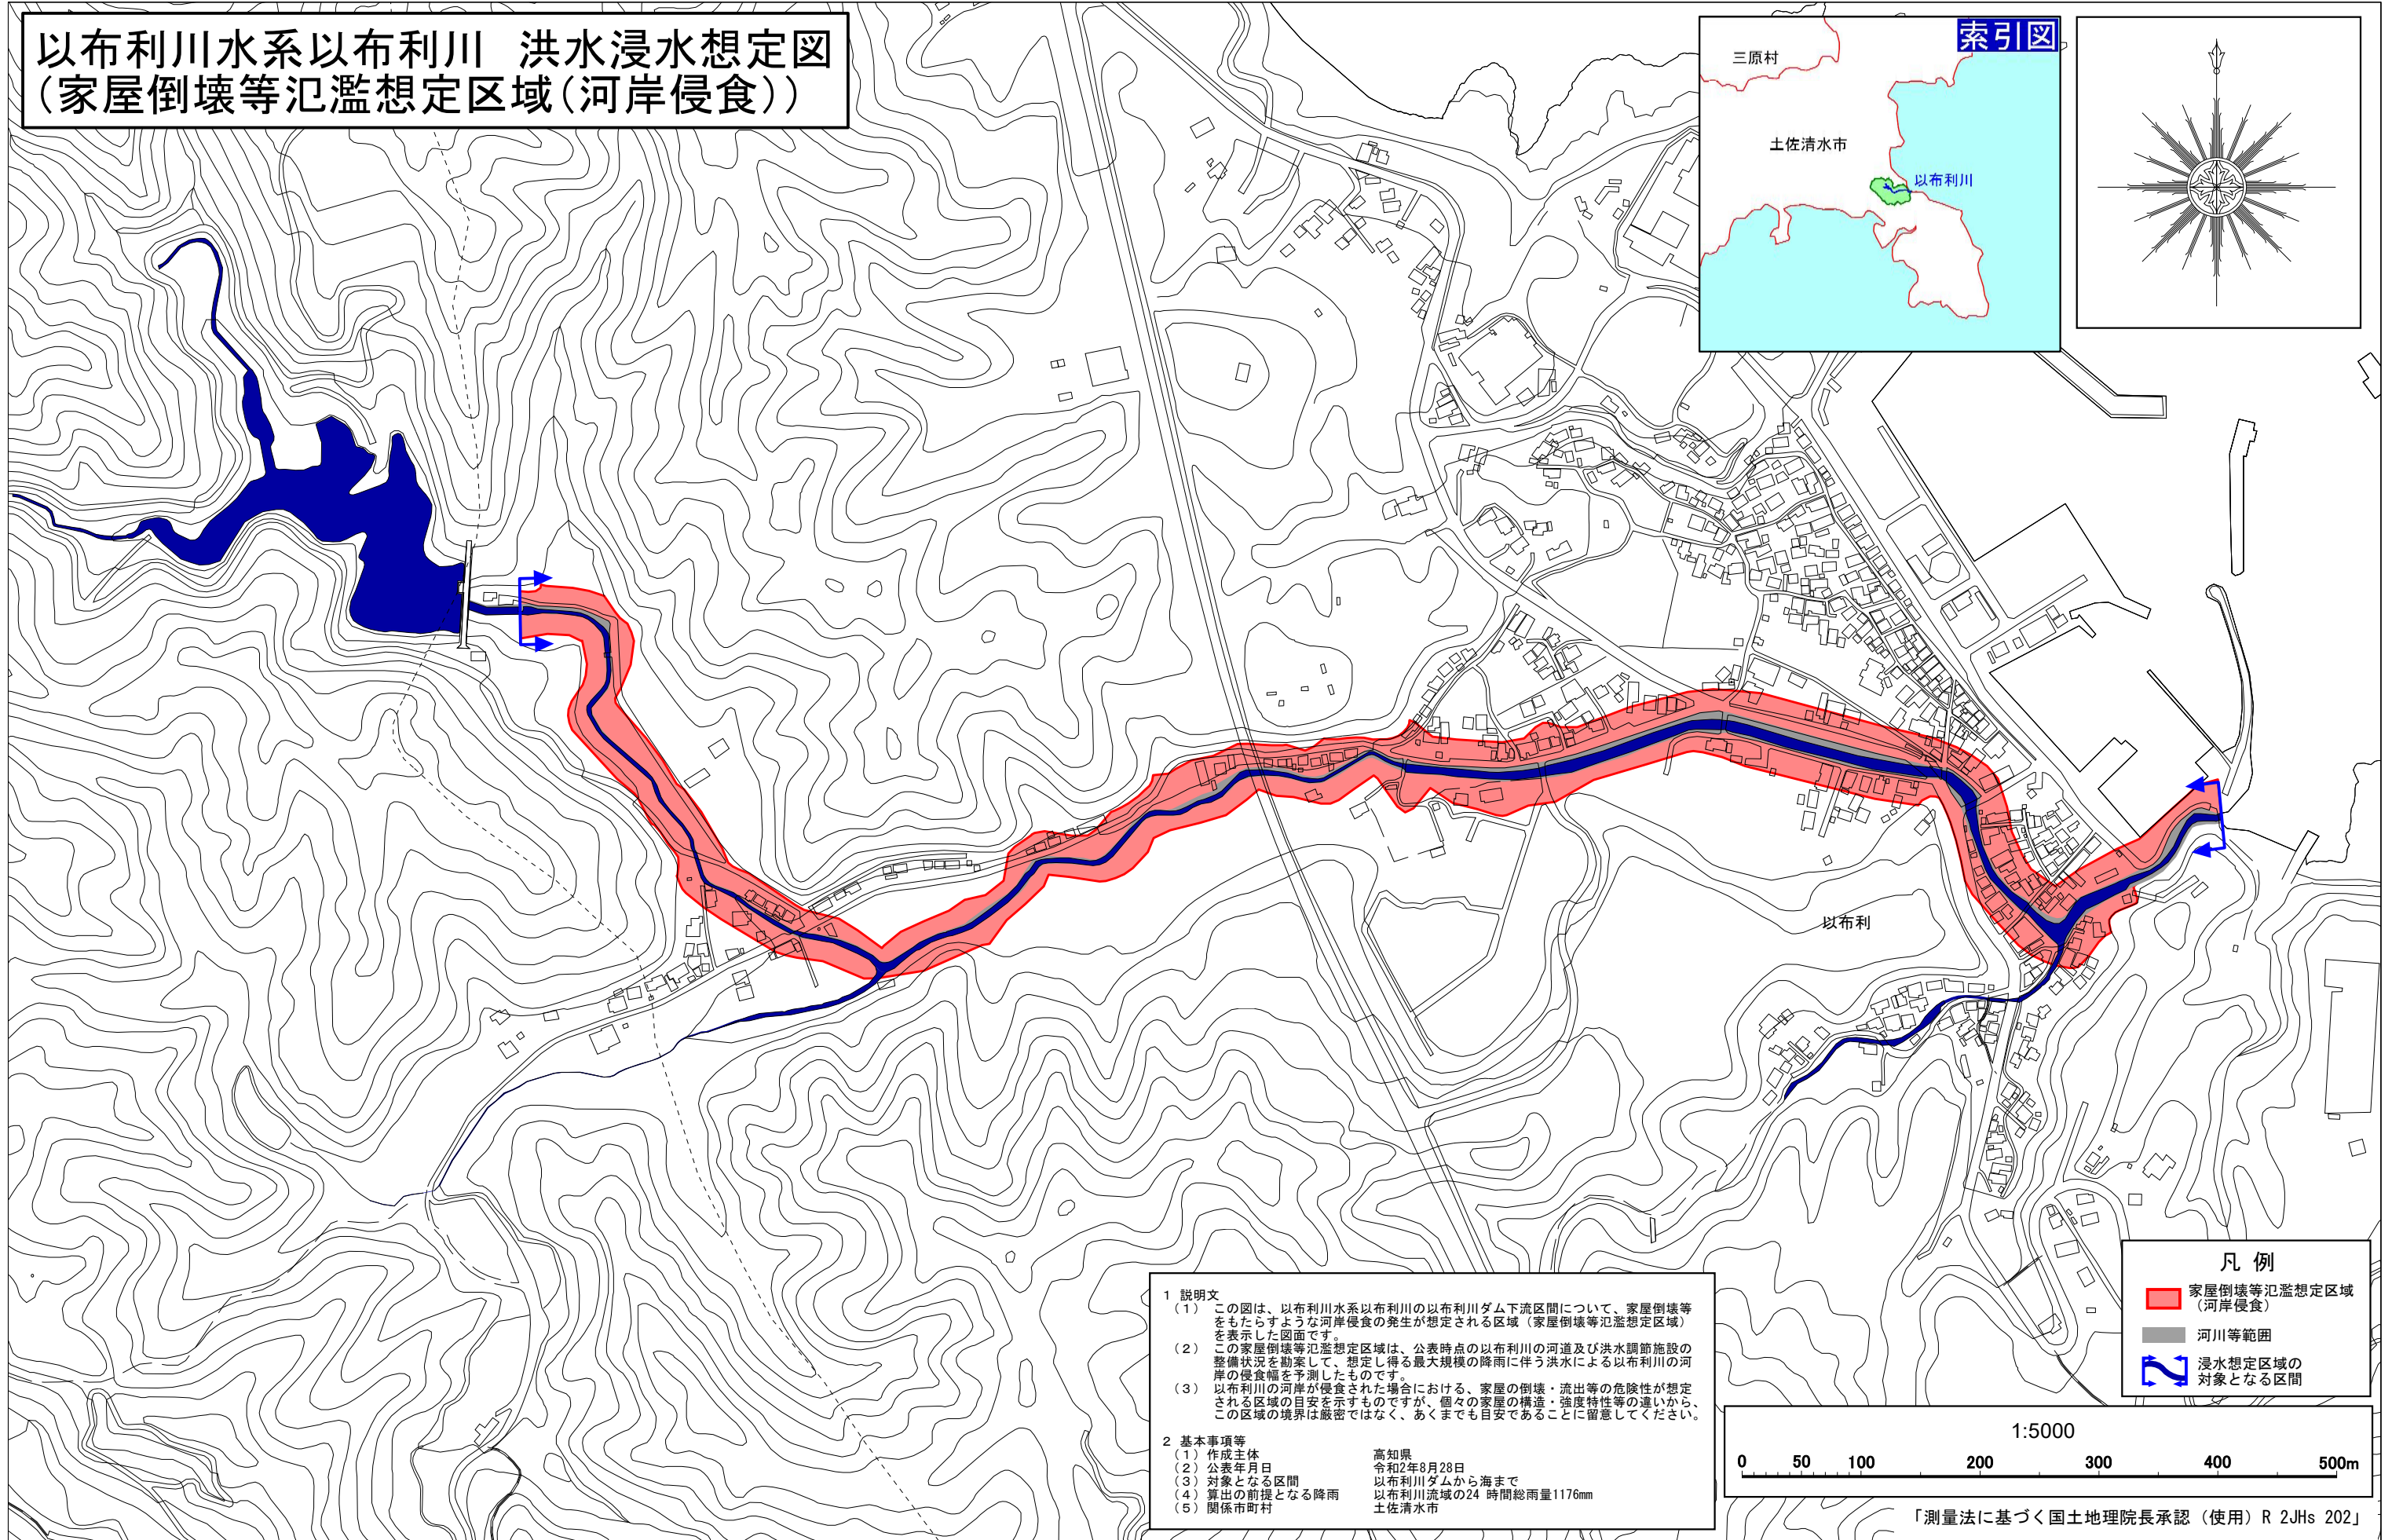 以布利川水系以布利川 洪水浸水想定図
（家屋倒壊等氾濫想定区域（河岸侵食））
索引図
三原村
土佐清水市
以布利川
以布利
1 説明文
（1） この図は、以布利川水系以布利川の以布利川ダム下流区間について、家屋倒壊等
をもたらすような河岸侵食の発生が想定される区域（家屋倒壊等氾濫想定区域）
を表示した図面です。
（2） この家屋倒壊等氾濫想定区域は、公表時点の以布利川の河道及び洪水調節施設の
整備状況を勘案して、想定し得る最大規模の降雨に伴う洪水による以布利川の河
岸の侵食幅を予測したものです。
（3） 以布利川の河岸が侵食された場合における、家屋の倒壊・流出等の危険性が想定
される区域の目安を示すものですが、個々の家屋の構造・強度特性等の違いから、
この区域の境界は厳密ではなく、あくまでも目安であることに留意してください。
2 基本事項等
（1）作成主体 高知県
（2）公表年月日 令和2年8月28日
（3）対象となる区間 以布利川ダムから海まで
（4）算出の前提となる降雨 以布利川流域の24 時間総雨量1176mm
（5）関係市町村 土佐清水市
凡 例
家屋倒壊等氾濫想定区域
（河岸侵食）
河川等範囲
浸水想定区域の
対象となる区間
1:5000
0 50 100 200 300 400 500m
「測量法に基づく国土地理院長承認（使用）R 2JHs 202」